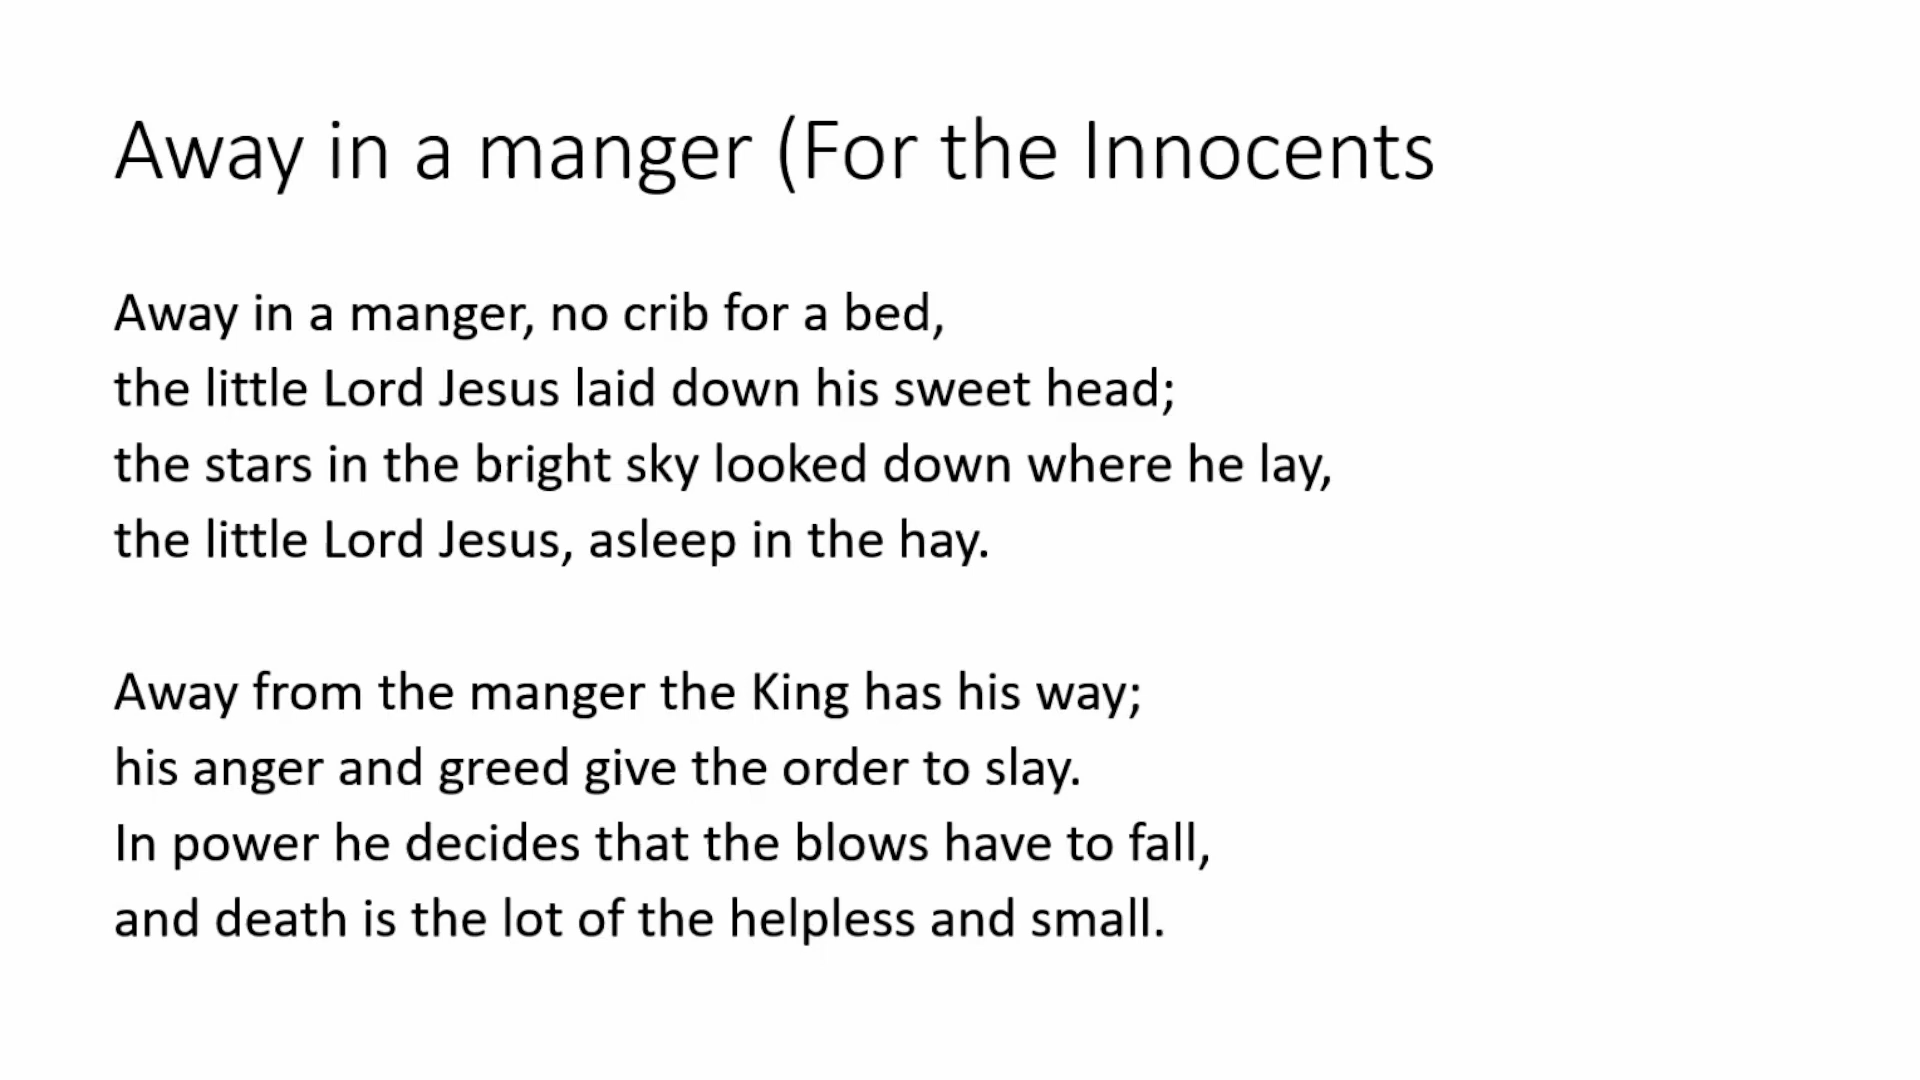 Away in a manger (For the Innocents
Away in a manger, no crib for a bed,
the little Lord Jesus laid down his sweet head;
the stars in the bright sky looked down where he lay,
the little Lord Jesus, asleep in the hay.
Away from the manger the King has his way;
his anger and greed give the order to slay.
In power he decides that the blows have to fall,
and death is the lot of the helpless and small.